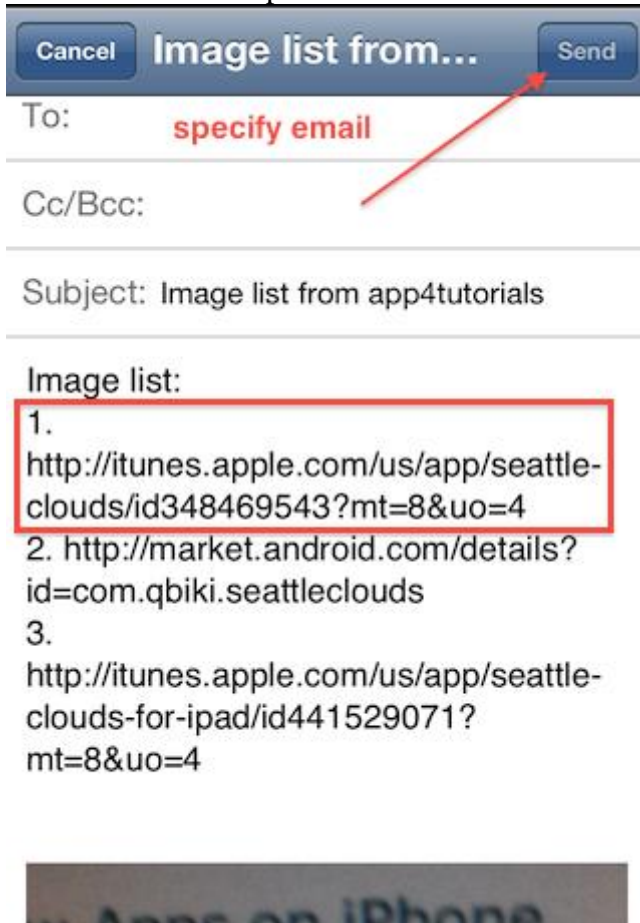 Cancel Image list from... Send
To: specify email
Cc/Bcc:
Subject: Image list from app4tutorials
Image list:
1.
http://itunes.apple.com/us/app/seattle-
clouds/id348469543?mt=8&uo=4
2. http://market.android.com/details?
id=com.qbiki.seattleclouds
3.
http://itunes.apple.com/us/app/seattle-
clouds-for-ipad/id441529071?
mt=8&uo=4
Apps on iPhone